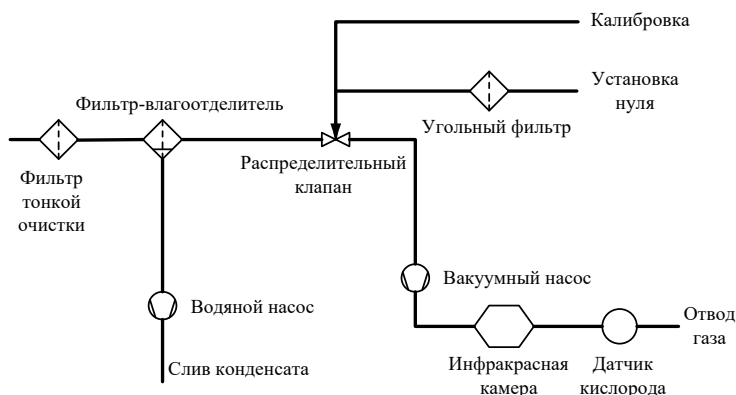 Калибровка
Установка
нуля
Фильтр-влагоотделитель
Угольный фильтр
Распределительный
клапан
Фильтр
тонкой
очистки
Вакуумный насос
Водяной насос
Отвод
газа
Слив конденсата
Инфракрасная
камера
Датчик
кислорода